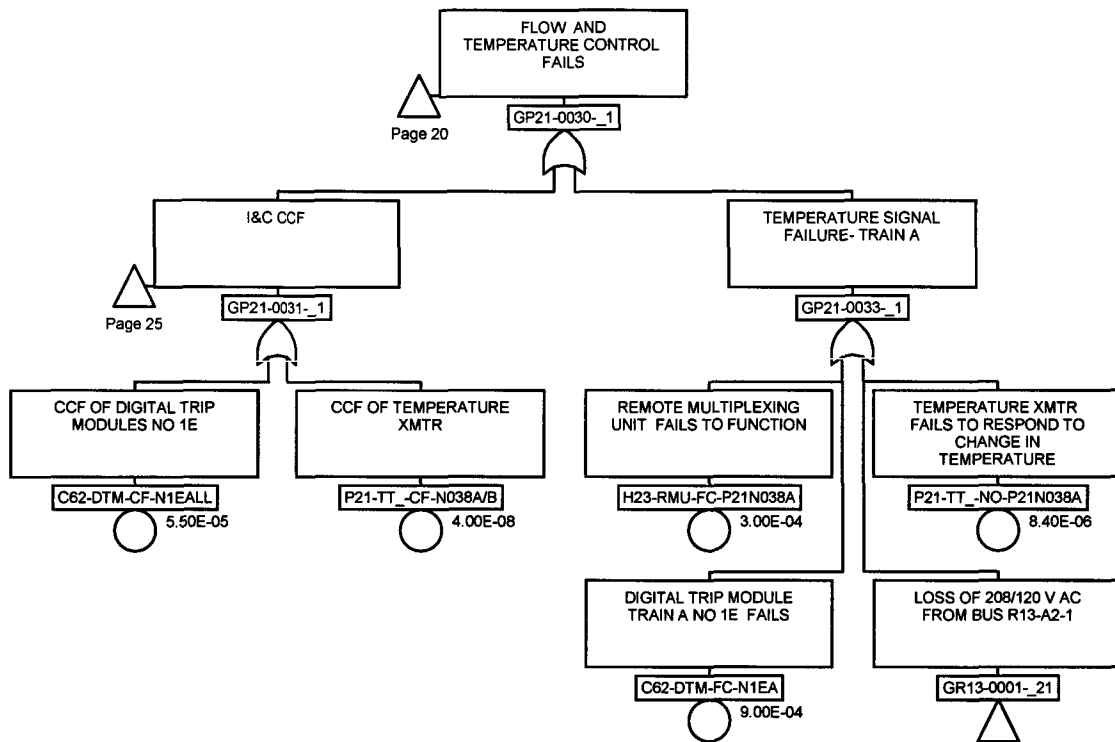 FLOW AND
TEMPERATURE CONTROL
FAILS
Page 20
GP21-0030-_1
I&C CCF
Page 25
GP21-0031-_1
TEMPERATURE SIGNAL
FAILURE- TRAIN A
GP21-0033-_1
CCF OF DIGITAL TRIP
MODULES NO 1E
C62-DTM-CF-N1EALL
5.50E-05
CCF OF TEMPERATURE
XMTR
P21-TT_-CF-N038A/B
4.00E-08
REMOTE MULTIPLEXING
UNIT FAILS TO FUNCTION
H23-RMU-FC-P21N038A
3.00E-04
TEMPERATURE XMTR
FAILS TO RESPOND TO
CHANGE IN
TEMPERATURE
P21-TT_-NO-P21N038A
8.40E-06
DIGITAL TRIP MODULE
TRAIN A NO 1E FAILS
C62-DTM-FC-N1EA
9.00E-04
LOSS OF 208/120 V AC
FROM BUS R13-A2-1
GR13-0001-_21